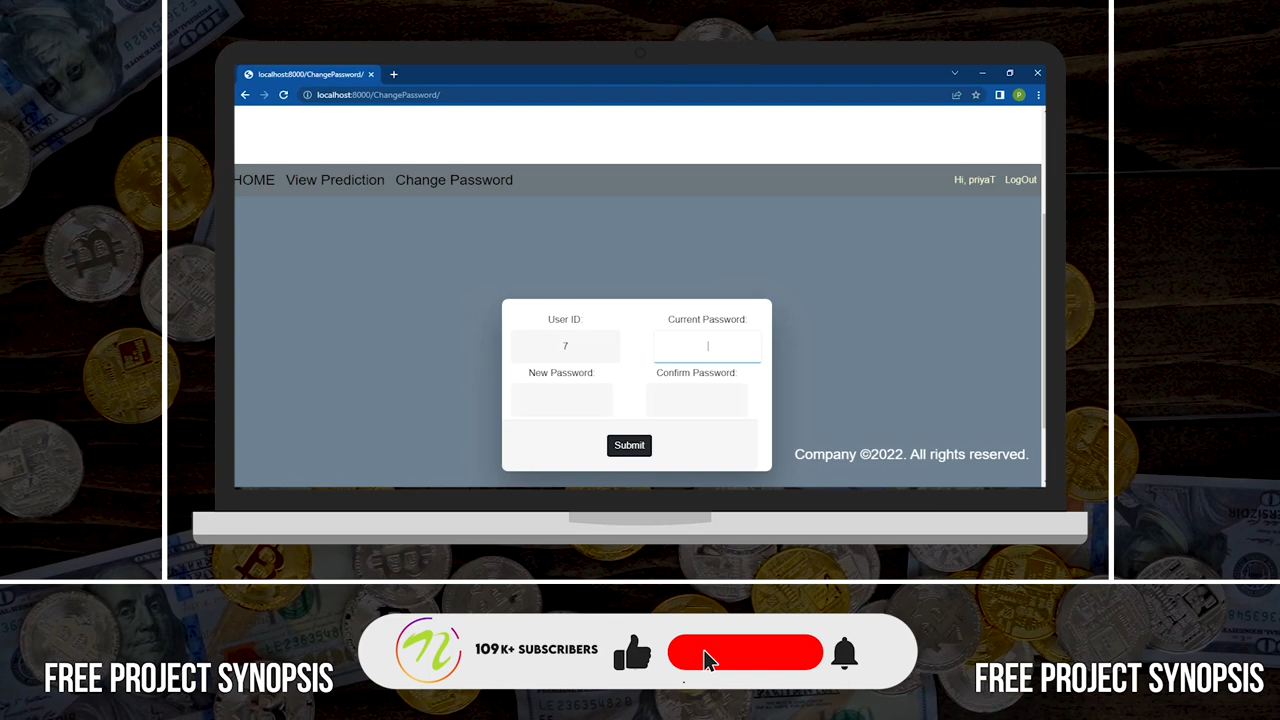 localhost:8000/ChangePassword/
localhost:8000/ChangePassword/
P
HOME View Prediction Change Password
Hi, priyaT LogOut
User ID: Current Password:
7
New Password: Confirm Password:
Submit
Company ©2022. All rights reserved.
109K+ SUBSCRIBERS
FREE PROJECT SYNOPSIS
FREE PROJECT SYNOPSIS